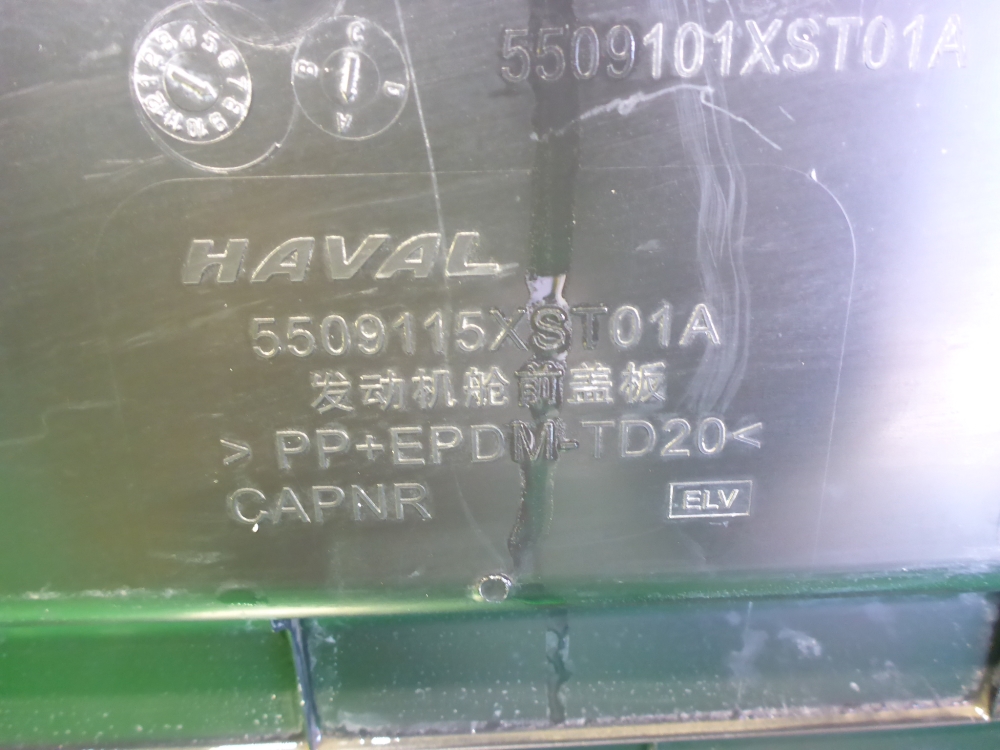 5509101XST01A
C
B
A
HAVAL
5509115XST01A
发动机舱前盖板
>PP+EPDM-TD20<
CAPNR
ELV